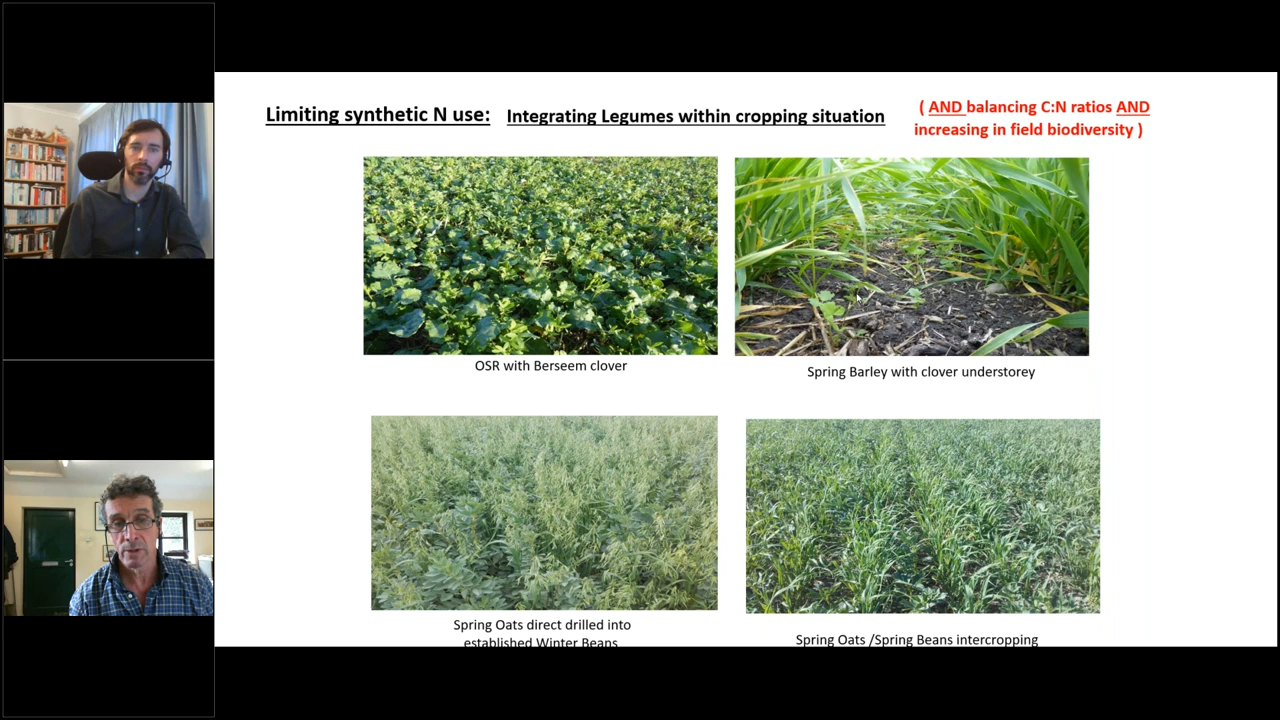 Limiting synthetic N use: Integrating Legumes within cropping situation
( AND balancing C:N ratios AND
increasing in field biodiversity )
OSR with Berseem clover
Spring Barley with clover understorey
Spring Oats direct drilled into
established Winter Beans
Spring Oats /Spring Beans intercropping